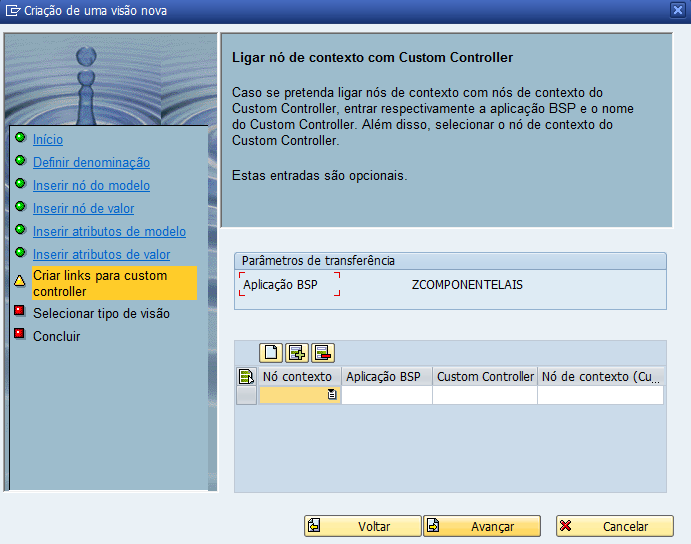 Criação de uma visão nova
Ligar nó de contexto com Custom Controller
Caso se pretenda ligar nós de contexto com nós de contexto do
Custom Controller, entrar respectivamente a aplicação BSP e o nome
do Custom Controller. Além disso, selecionar o nó de contexto do
Custom Controller.
Estas entradas são opcionais.
Início
Definir denominação
Inserir nó do modelo
Inserir nó de valor
Inserir atributos de modelo
Inserir atributos de valor
Criar links para custom
controller
Selecionar tipo de visão
Concluir
Parâmetros de transferência
Aplicação BSP ZCOMPONENTELAIS
Nó contexto Aplicação BSP Custom Controller Nó de contexto (Cu...
Voltar Avançar Cancelar